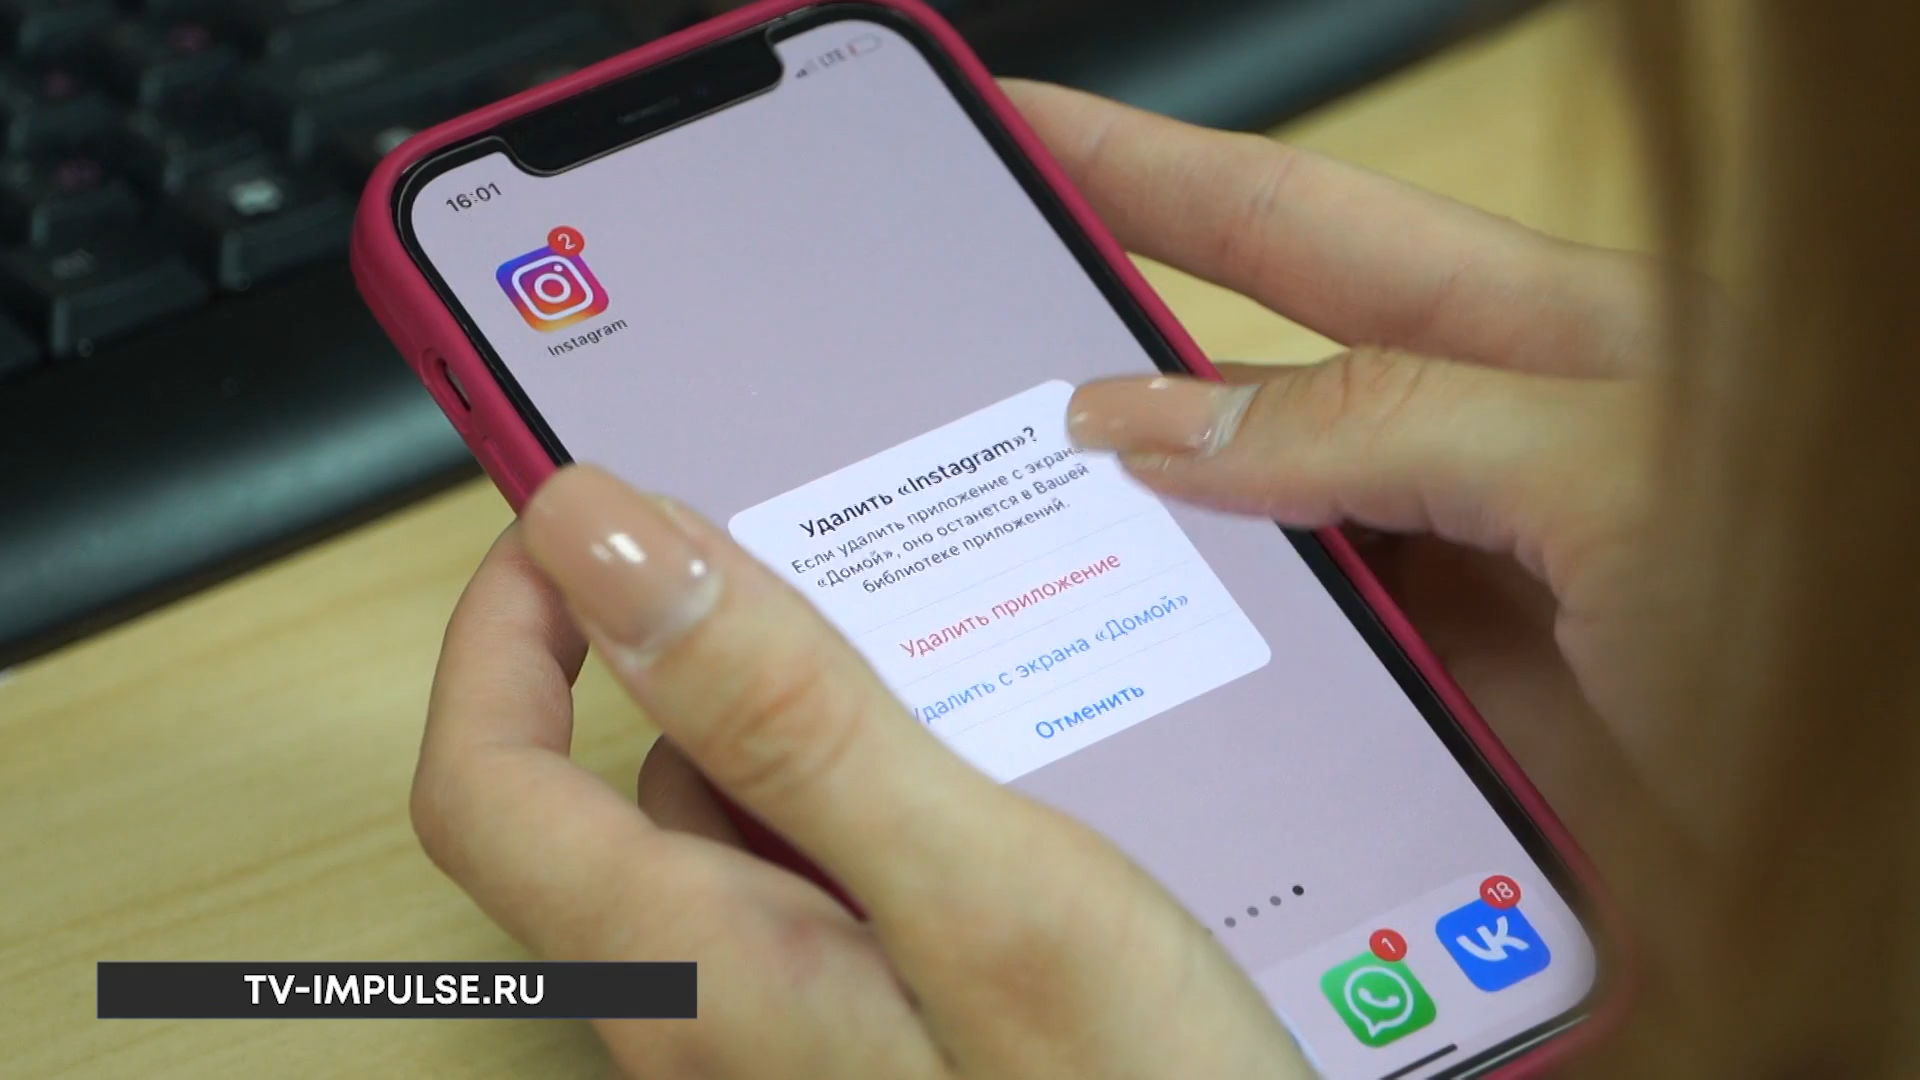 LTE
16:01
2
Instagram
Удалить «Instagram»?
Если удалить приложение с экрана
«Домой», оно останется в Вашей
библиотеке приложений.
Удалить приложение
Удалить с экрана «Домой»
Отменить
18
1
TV-IMPULSE.RU